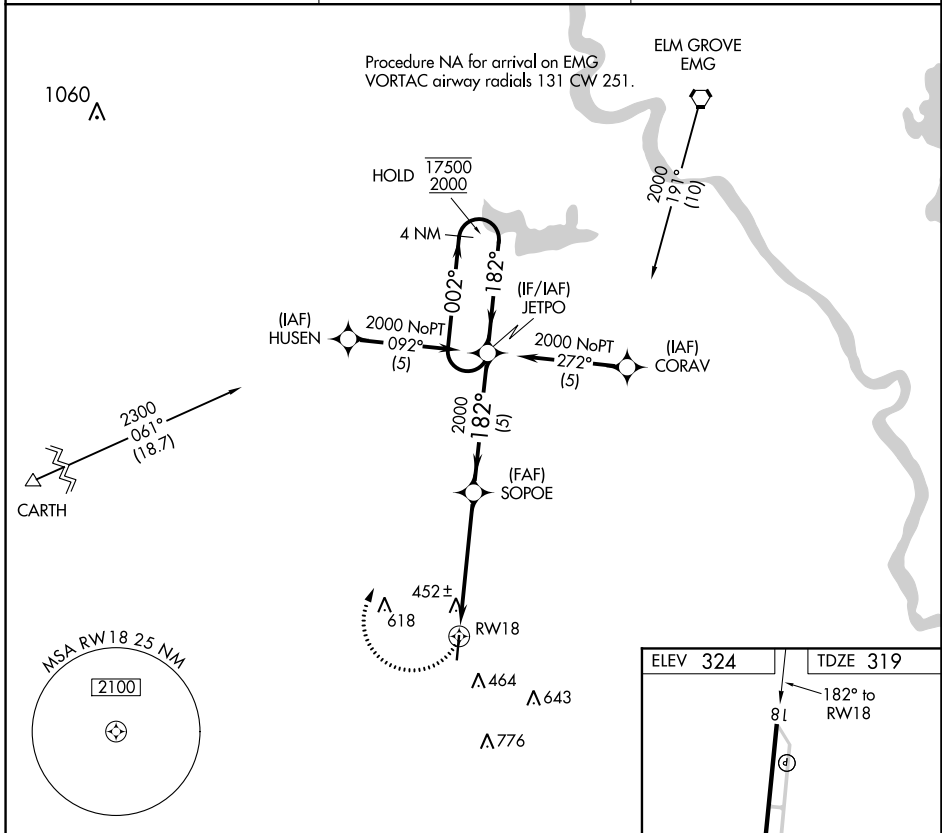 Procedure NA for arrival on EMG
VORTAC airway radials 131 CW 251.
ELM GROVE
EMG
1060
HOLD 17500
2000
4 NM
2000
191°
(10)
002°
182°
(IF/IAF)
JETPO
(IAF)
HUSEN
2000 NoPT
092°
(5)
2000 NoPT
272°
(5)
(IAF)
CORAV
2300
061°
(18.7)
CARTH
2000
182°
(5)
(FAF)
SOPOE
452±
618
RW18
464
643
776
MSA RW18 25 NM
2100
ELEV 324
TDZE 319
182° to
RW18
18
P